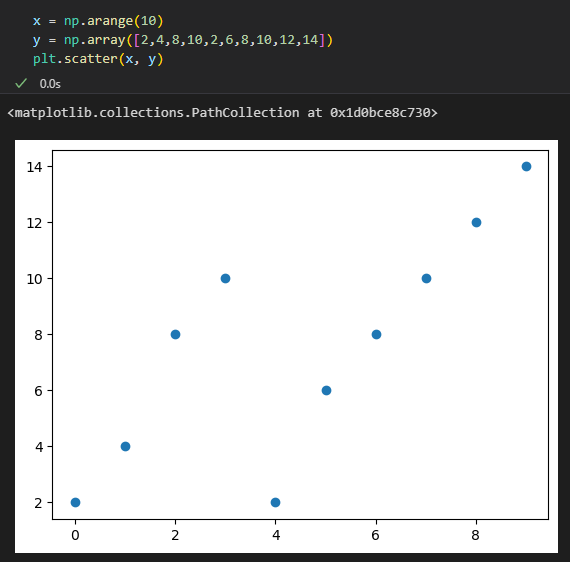 x = np.arange(10)
y = np.array([2,4,8,10,2,6,8,10,12,14])
plt.scatter(x, y)
0.0s
<matplotlib.collections.PathCollection at 0x1d0bce8c730>
14
12
10
8
6
4
2
0 2 4 6 8